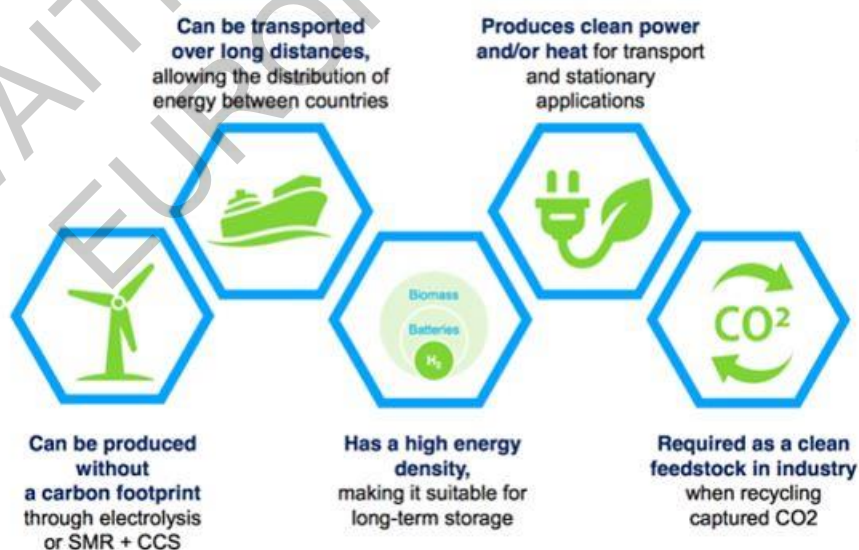 Can be transported
over long distances,
allowing the distribution of
energy between countries
Produces clean power
and/or heat for transport
and stationary
applications
Biomass
Batteries
H₂
CO²
Can be produced
without
a carbon footprint
through electrolysis
or SMR + CCS
Has a high energy
density,
making it suitable for
long-term storage
Required as a clean
feedstock in industry
when recycling
captured CO2